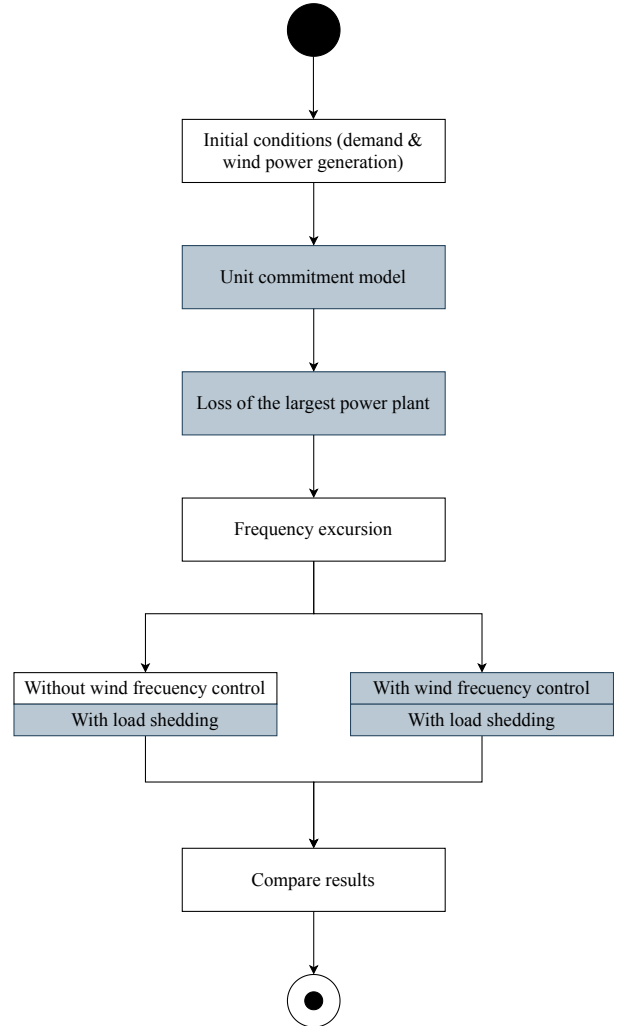 Initial conditions (demand &
wind power generation)
Unit commitment model
Loss of the largest power plant
Frequency excursion
Without wind frecuency control
With load shedding
With wind frecuency control
With load shedding
Compare results